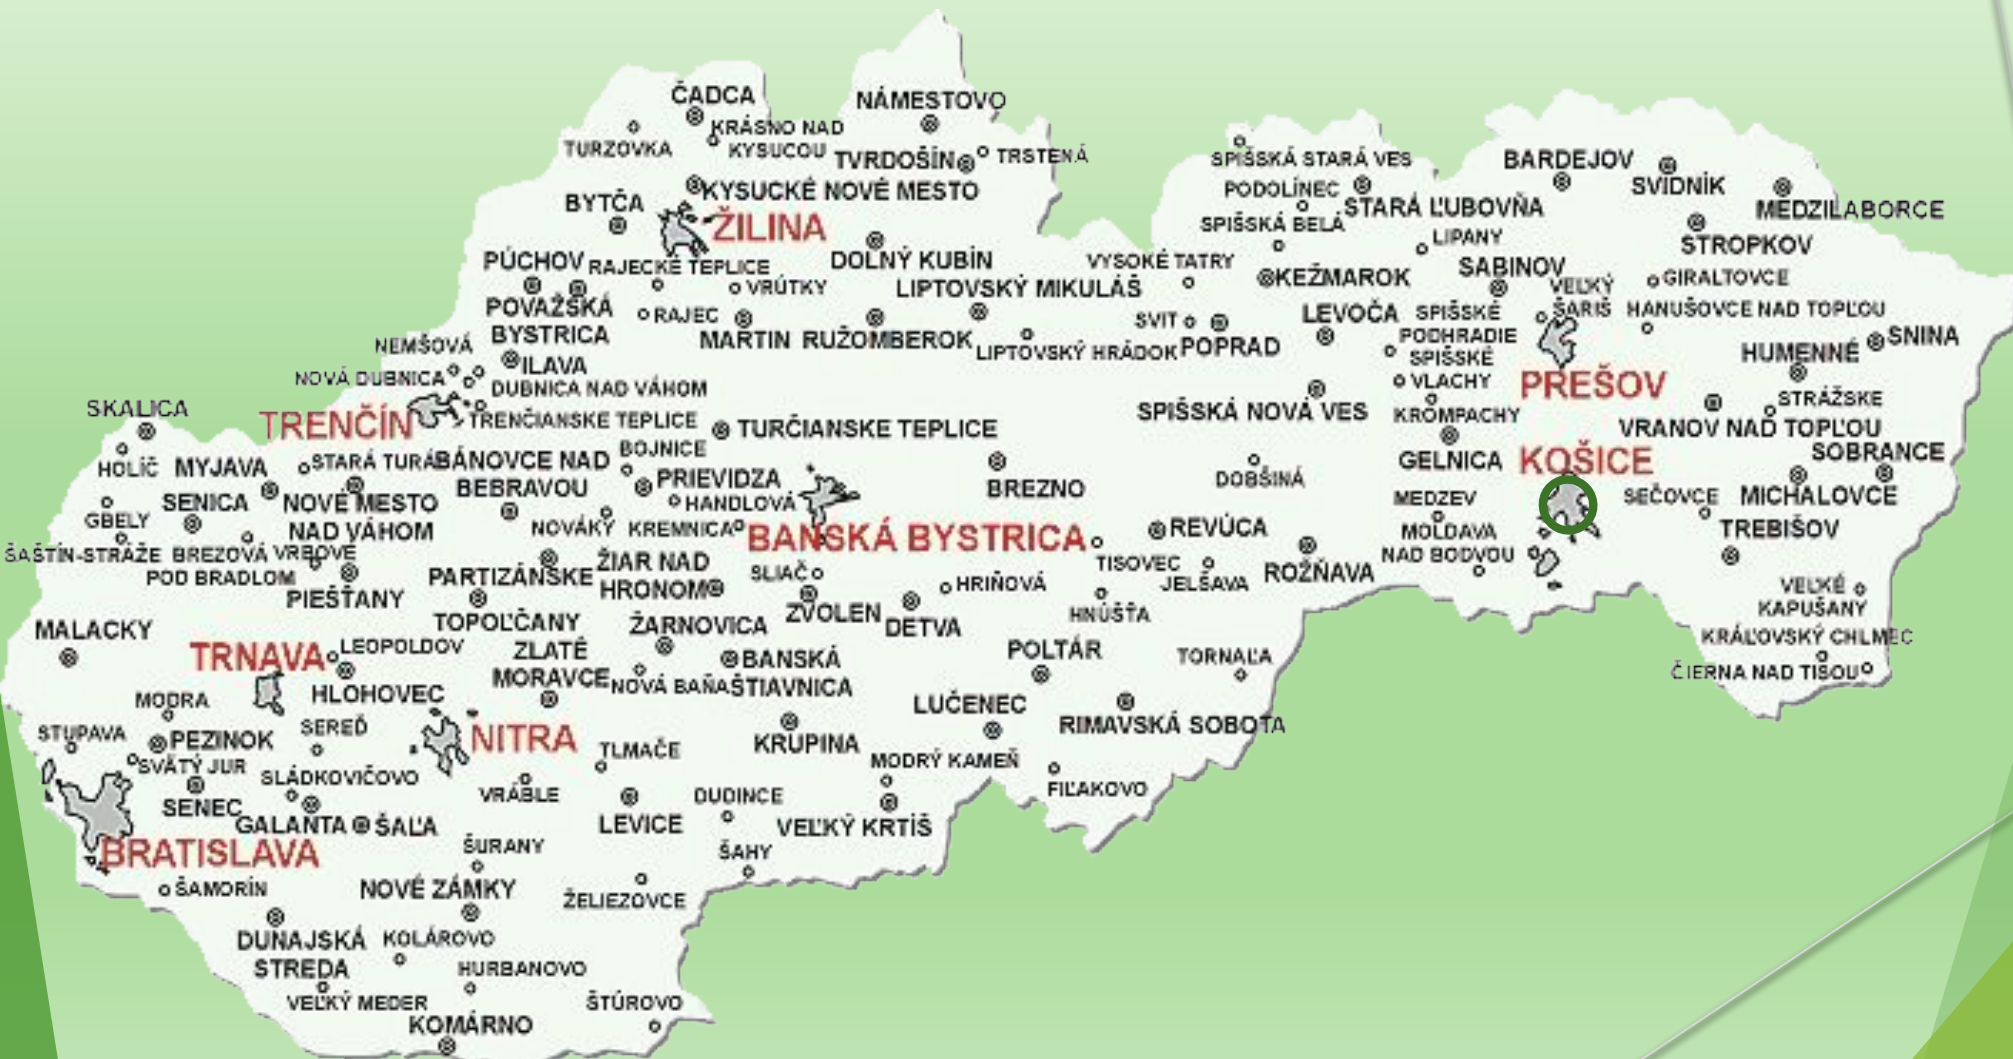 ČADCA
NÁMESTOVO
KRÁSNO NAD
KYSUCOU
TURZOVKA
TVRDOŠÍN
TRSTENÁ
SPIŠSKÁ STARÁ VES
BARDEJOV
SVIDNÍK
PODOLÍNEC
KYSUCKÉ NOVÉ MESTO
BYTČA
STARÁ ĽUBOVŇA
MEDZILABORCE
SPIŠSKÁ BELÁ
ŽILINA
LIPANY
STROPKOV
PÚCHOV
RAJECKÉ TEPLICE
DOLNÝ KUBÍN
VYSOKÉ TATRY
SABINOV
KEŽMAROK
GIRALTOVCE
VRÚTKY
LIPTOVSKÝ MIKULÁŠ
VEĽKÝ
ŠARIŠ
POVAŽSKÁ
BYSTRICA
RAJEC
LEVOČA
SPIŠSKÉ
PODHRADIE
HANUŠOVCE NAD TOPĽOU
SVIT
MARTIN
RUŽOMBEROK
LIPTOVSKÝ HRÁDOK
POPRAD
SNINA
NEMŠOVÁ
HUMENNÉ
SPIŠSKÉ
VLACHY
ILAVA
NOVÁ DUBNICA
DUBNICA NAD VÁHOM
PREŠOV
STRÁŽSKE
SKALICA
TRENČÍN
TRENČIANSKE TEPLICE
TURČIANSKE TEPLICE
SPIŠSKÁ NOVÁ VES
KROMPACHY
VRANOV NAD TOPĽOU
BOJNICE
SOBRANCE
HOLÍČ
MYJAVA
STARÁ TURÁ
BÁNOVCE NAD
BEBRAVOU
GELNICA
KOŠICE
PRIEVIDZA
DOBŠINÁ
BREZNO
SENICA
NOVÉ MESTO
NAD VÁHOM
HANDLOVÁ
MEDZEV
SEČOVCE
MICHALOVCE
GBELY
NOVÁKY
KREMNICA
BANSKÁ BYSTRICA
REVÚCA
MOLDAVA
NAD BODVOU
TREBIŠOV
ŠAŠTÍN-STRÁŽE
BREZOVÁ
POD BRADLOM
VRBOVÉ
ŽIAR NAD
HRONOM
SLIAČ
TISOVEC
JELŠAVA
ROŽŇAVA
PARTIZÁNSKE
HRIŇOVÁ
VEĽKÉ
KAPUŠANY
PIEŠŤANY
TOPOĽČANY
ZVOLEN
DETVA
HNÚŠŤA
MALACKY
ŽARNOVICA
KRÁĽOVSKÝ CHLMEC
TRNAVA
LEOPOLDOV
ZLATÉ
MORAVCE
BANSKÁ
ŠTIAVNICA
POLTÁR
TORNAĽA
ČIERNA NAD TISOU
NOVÁ BAŇA
MODRA
HLOHOVEC
LUČENEC
STUPAVA
SEREĎ
RIMAVSKÁ SOBOTA
PEZINOK
NITRA
TLMAČE
KRUPINA
SVÄTÝ JUR
SLÁDKOVIČOVO
MODRÝ KAMEŇ
SENEC
VRÁBLE
DUDINCE
FIĽAKOVO
GALANTA
ŠAĽA
LEVICE
VEĽKÝ KRTÍŠ
BRATISLAVA
ŠURANY
ŠAHY
ŠAMORÍN
NOVÉ ZÁMKY
ŽELIEZOVCE
DUNAJSKÁ
STREDA
KOLÁROVO
HURBANOVO
VEĽKÝ MEDER
ŠTÚROVO
KOMÁRNO